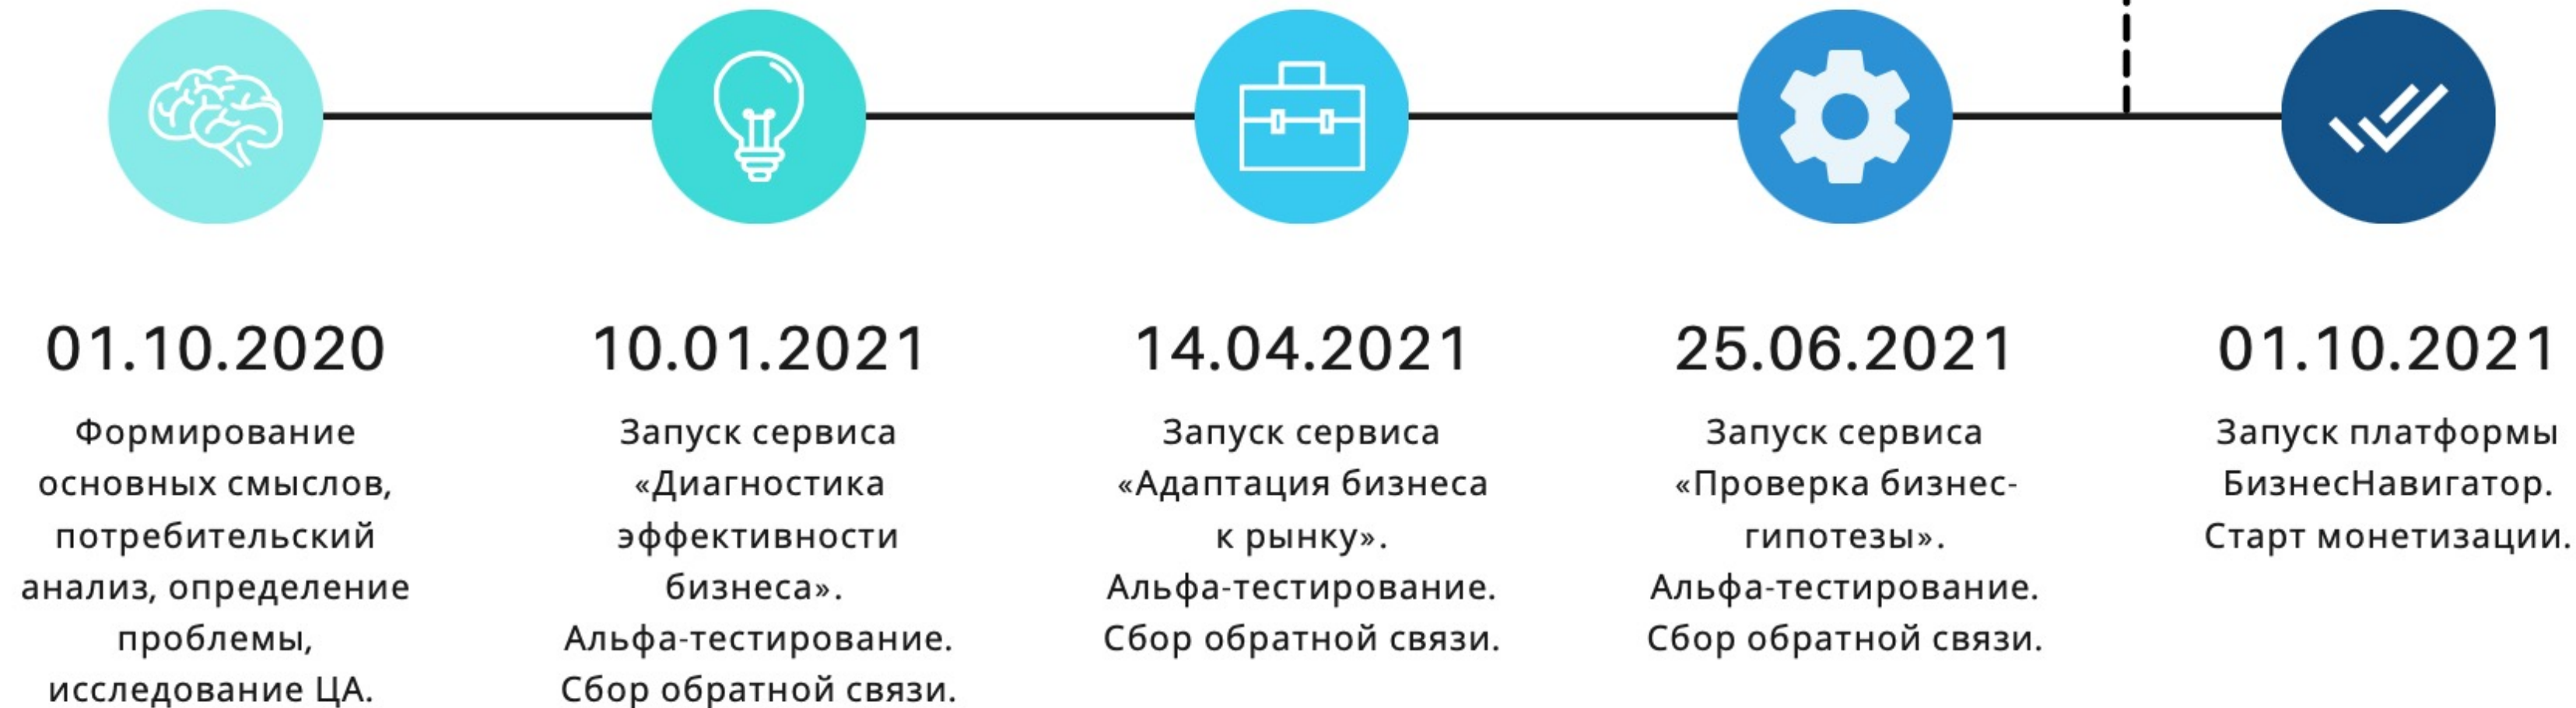 01.10.2020
Формирование
основных смыслов,
потребительский
анализ, определение
проблемы,
исследование ЦА.
10.01.2021
Запуск сервиса
«Диагностика
эффективности
бизнеса».
Альфа-тестирование.
Сбор обратной связи.
14.04.2021
Запуск сервиса
«Адаптация бизнеса
к рынку».
Альфа-тестирование.
Сбор обратной связи.
25.06.2021
Запуск сервиса
«Проверка бизнес-
гипотезы».
Альфа-тестирование.
Сбор обратной связи.
01.10.2021
Запуск платформы
БизнесНавигатор.
Старт монетизации.